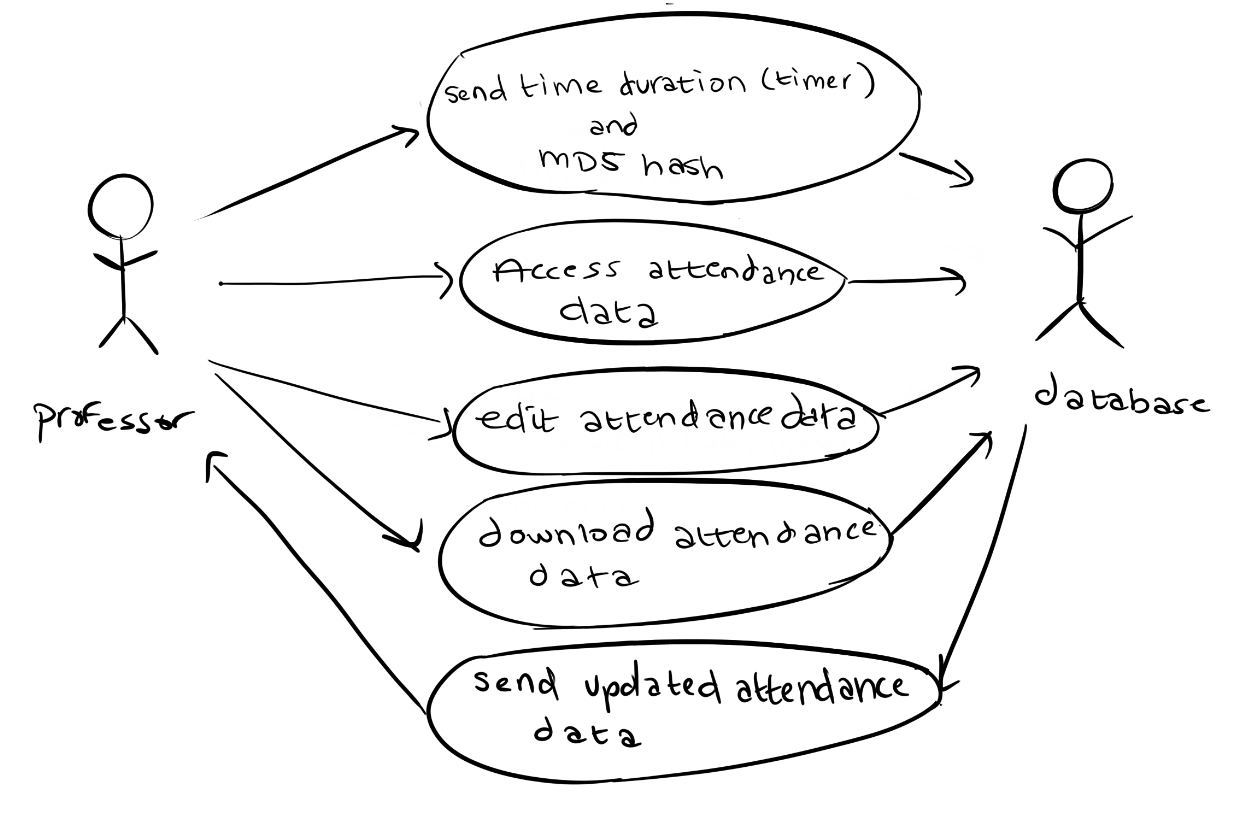 send time duration (timer)
and
MD5 hash
Access attendance
data
professor
edit attendance data
database
download attendance
data
send updated attendance
data